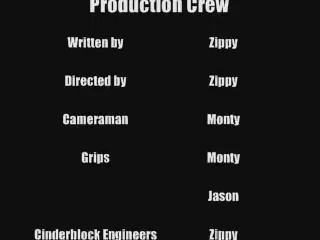 Production Crew
Written by Zippy
Directed by Zippy
Cameraman Monty
Grips Monty
Jason
Cinderblock Engineers Zippy